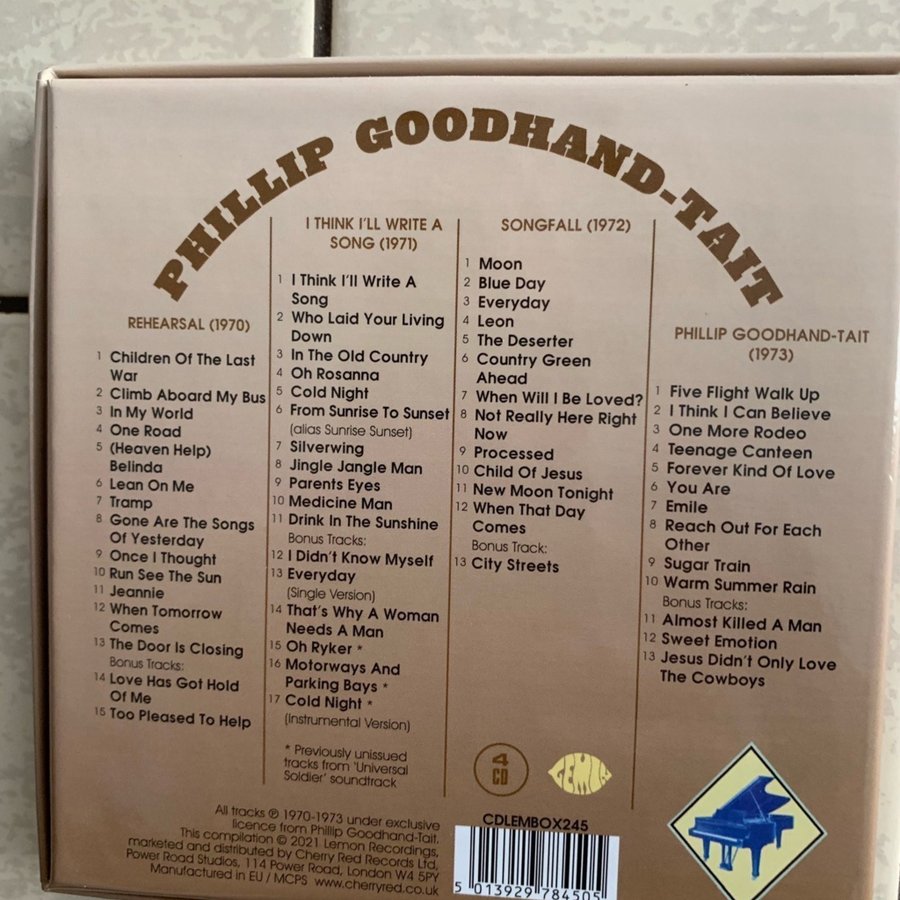 PHILLIP GOODHAND-TAIT
REHEARSAL (1970)
1 Children Of The Last
War
2 Climb Aboard My Bus
3 In My World
4 One Road
5 (Heaven Help)
Belinda
6 Lean On Me
7 Tramp
8 Gone Are The Songs
Of Yesterday
9 Once I Thought
10 Run See The Sun
11 Jeannie
12 When Tomorrow
Comes
13 The Door Is Closing
Bonus Tracks:
14 Love Has Got Hold
Of Me
15 Too Pleased To Help
I THINK I'LL WRITE A
SONG (1971)
1 I Think I'll Write A
Song
2 Who Laid Your Living
Down
3 In The Old Country
4 Oh Rosanna
5 Cold Night
6 From Sunrise To Sunset
(alias Sunrise Sunset)
7 Silverwing
8 Jingle Jangle Man
9 Parents Eyes
10 Medicine Man
11 Drink In The Sunshine
Bonus Tracks:
12 I Didn't Know Myself
13 Everyday
(Single Version)
14 That's Why A Woman
Needs A Man
15 Oh Ryker *
16 Motorways And
Parking Bays *
17 Cold Night *
(Instrumental Version)
* Previously unissued
tracks from 'Universal
Soldier' soundtrack
SONGFALL (1972)
1 Moon
2 Blue Day
3 Everyday
4 Leon
5 The Deserter
6 Country Green
Ahead
7 When Will I Be Loved?
8 Not Really Here Right
Now
9 Processed
10 Child Of Jesus
11 New Moon Tonight
12 When That Day
Comes
Bonus Track:
13 City Streets
PHILLIP GOODHAND-TAIT
(1973)
1 Five Flight Walk Up
2 I Think I Can Believe
3 One More Rodeo
4 Teenage Canteen
5 Forever Kind Of Love
6 You Are
7 Emile
8 Reach Out For Each
Other
9 Sugar Train
10 Warm Summer Rain
Bonus Tracks:
11 Almost Killed A Man
12 Sweet Emotion
13 Jesus Didn't Only Love
The Cowboys
4
CD
LEMON
All tracks ℗ 1970-1973 under exclusive
licence from Phillip Goodhand-Tait.
This compilation © 2021 Lemon Recordings,
marketed and distributed by Cherry Red Records Ltd,
Power Road Studios, 114 Power Road, London W4 5PY
Manufactured in EU / MCPS www.cherryred.co.uk
CDLEMBOX245
5 013929 784505